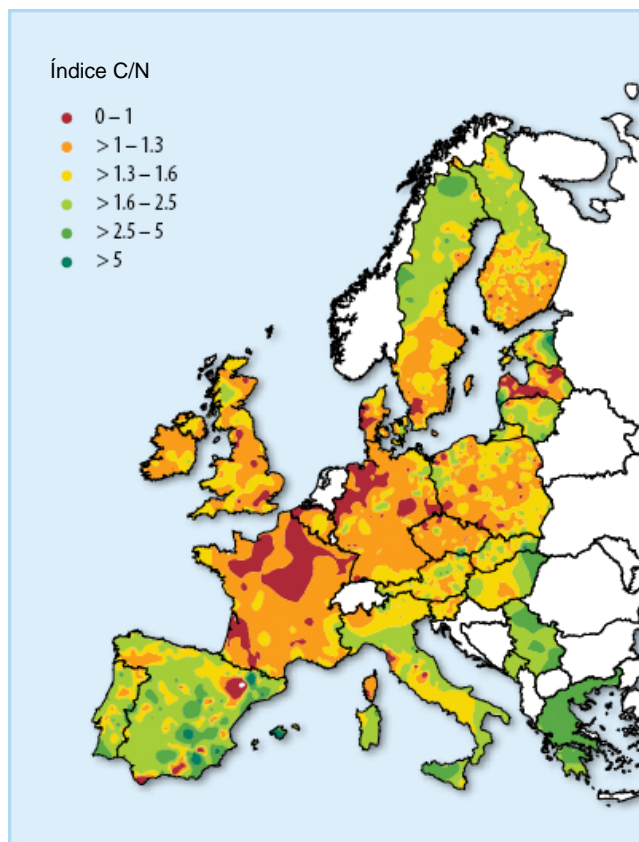 Índice C/N
0 – 1
> 1 – 1.3
> 1.3 – 1.6
> 1.6 – 2.5
> 2.5 – 5
> 5